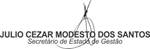 JULIO CEZAR MODESTO DOS SANTOS
Secretário de Estado de Gestão